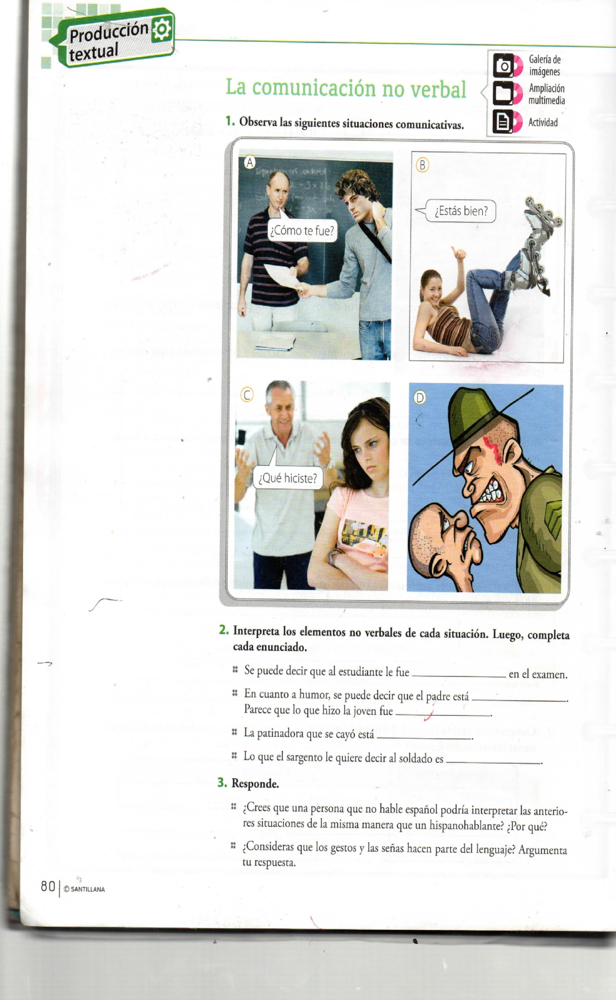 Producción
textual
Galería de
imágenes
Ampliación
multimedia
Actividad
La comunicación no verbal
1. Observa las siguientes situaciones comunicativas.
A
¿Cómo te fue?
B
¿Estás bien?
C
¿Qué hiciste?
D
2. Interpreta los elementos no verbales de cada situación. Luego, completa
cada enunciado.
Se puede decir que al estudiante le fue ____________ en el examen.
En cuanto a humor, se puede decir que el padre está ____________.
Parece que lo que hizo la joven fue ____________.
La patinadora que se cayó está ____________.
Lo que el sargento le quiere decir al soldado es ____________.
3. Responde.
¿Crees que una persona que no hable español podría interpretar las anterio-
res situaciones de la misma manera que un hispanohablante? ¿Por qué?
¿Consideras que los gestos y las señas hacen parte del lenguaje? Argumenta
tu respuesta.
80 | © SANTILLANA